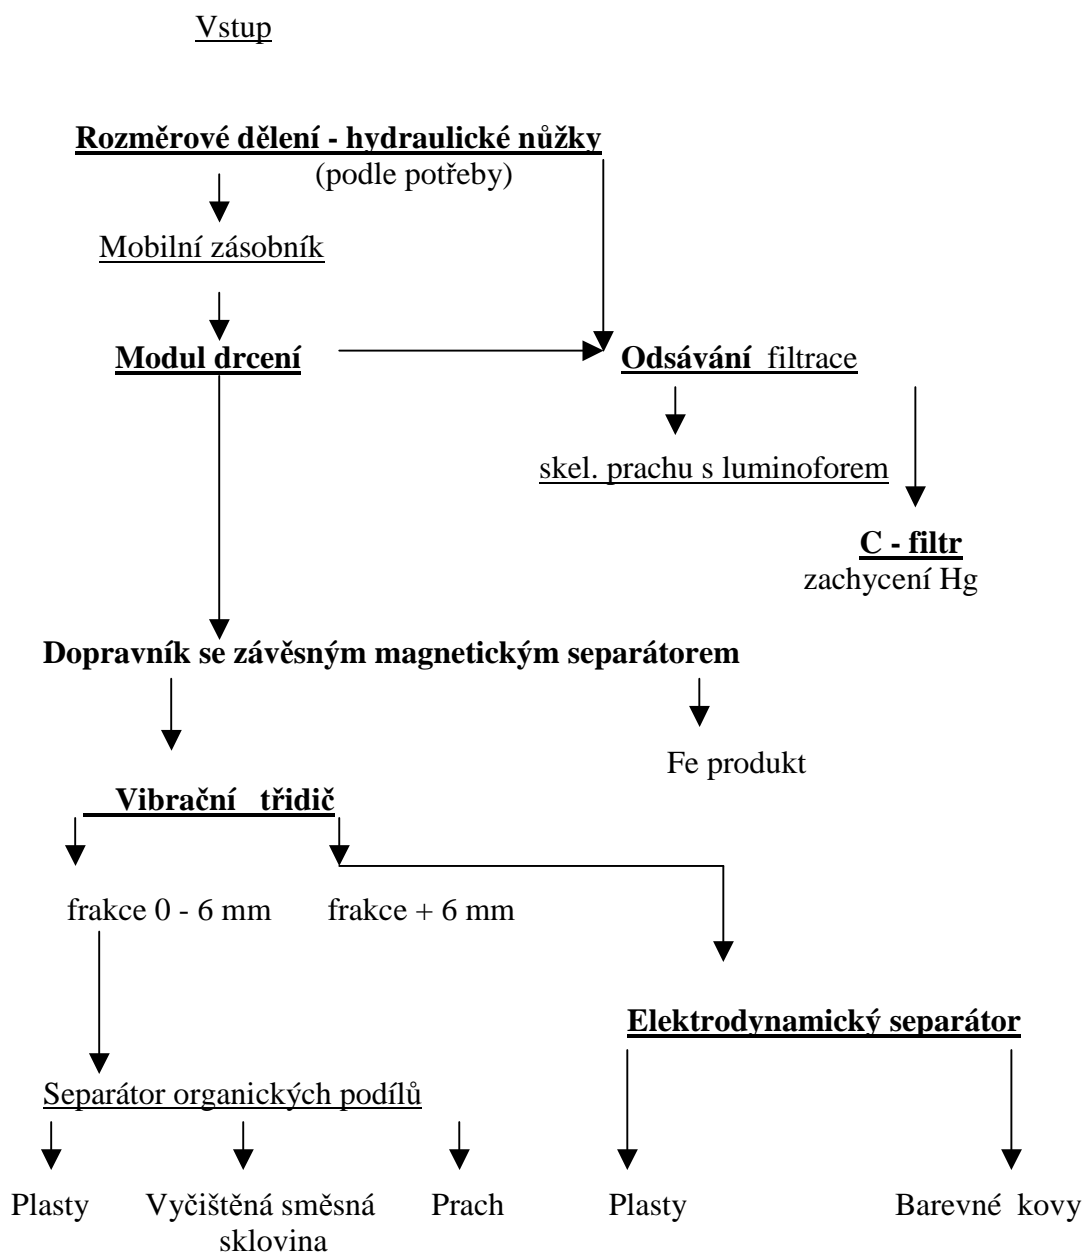 Vstup
Rozměrové dělení - hydraulické nůžky
(podle potřeby)
Mobilní zásobník
Modul drcení
Odsávání filtrace
skel. prachu s luminoforem
C - filtr
zachycení Hg
Dopravník se závěsným magnetickým separátorem
Fe produkt
Vibrační třidič
frakce 0 - 6 mm
frakce + 6 mm
Elektrodynamický separátor
Separátor organických podílů
Plasty
Vyčištěná směsná
sklovina
Prach
Plasty
Barevné kovy